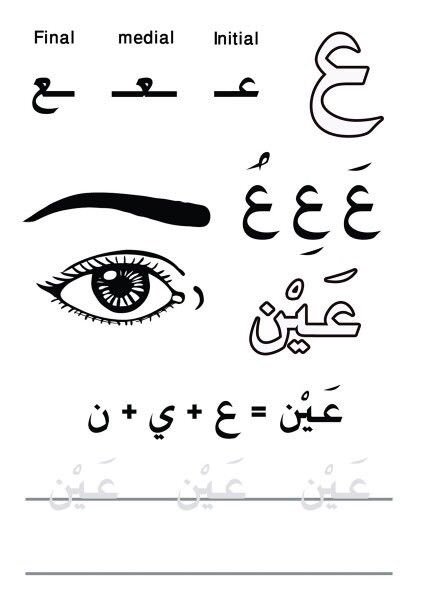 Final medial Initial
عـ ـعـ ـع
ع
عَ عِ عُ
عَيْن
عَيْن = ع + ي + ن
عَيْن عَيْن عَيْن